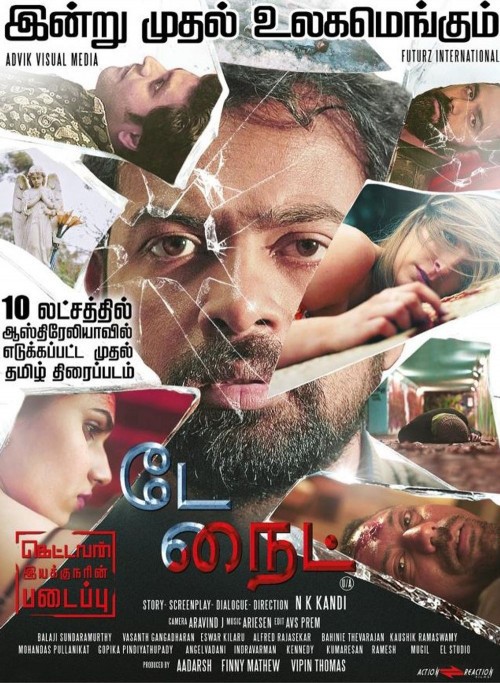 இன்று முதல் உலகமெங்கும்
ADVIK VISUAL MEDIA
FUTURZ INTERNATIONAL
10 லட்சத்தில்
ஆஸ்திரேலியாவில்
எடுக்கப்பட்ட முதல்
தமிழ் திரைப்படம்
டே
நைட்
U/A
கெட்டவன்
இயக்குநரின்
படைப்பு
STORY- SCREENPLAY- DIALOGUE- DIRECTION N K KANDI
CAMERA ARAVIND J MUSIC ARIESEN EDIT AVS PREM
BALAJI SUNDARAMURTHY VASANTH GANGADHARAN ESWAR KILARU ALFRED RAJASEKAR BAHINIE THEVARAJAN KAUSHIK RAMASWAMY
MOHANDAS PULLANIKAT GOPIKA PINDIYATHUPADY ANGELVADANI INDRAVARMAN KENNEDY KUMARESAN RAMESH MUGIL EL STUDIO
PRODUCED BY AADARSH FINNY MATHEW VIPIN THOMAS
ACTION REACTION
FILMS